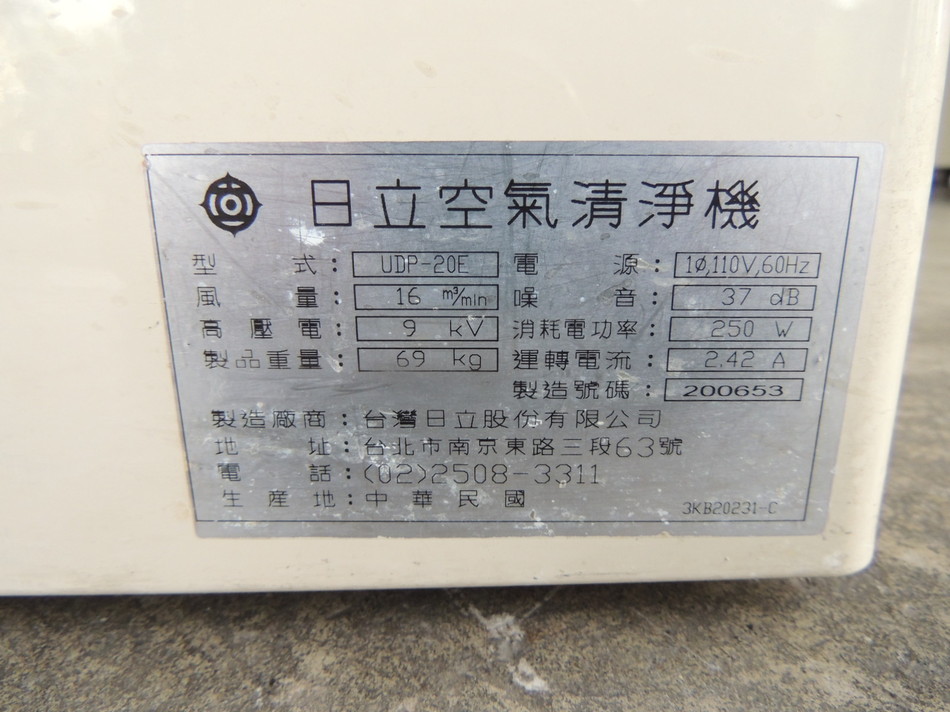 日立空氣清淨機
型 式： UDP-20E 電 源： 1Ø,110V,60Hz
風 量： 16 m³/min 噪 音： 37 dB
高壓電： 9 kV 消耗電功率： 250 W
製品重量： 69 kg 運轉電流： 2.42 A
製造號碼： 200653
製造廠商：台灣日立股份有限公司
地 址：台北市南京東路三段63號
電 話：(02)2508-3311
生產地：中華民國
3KB20231-C